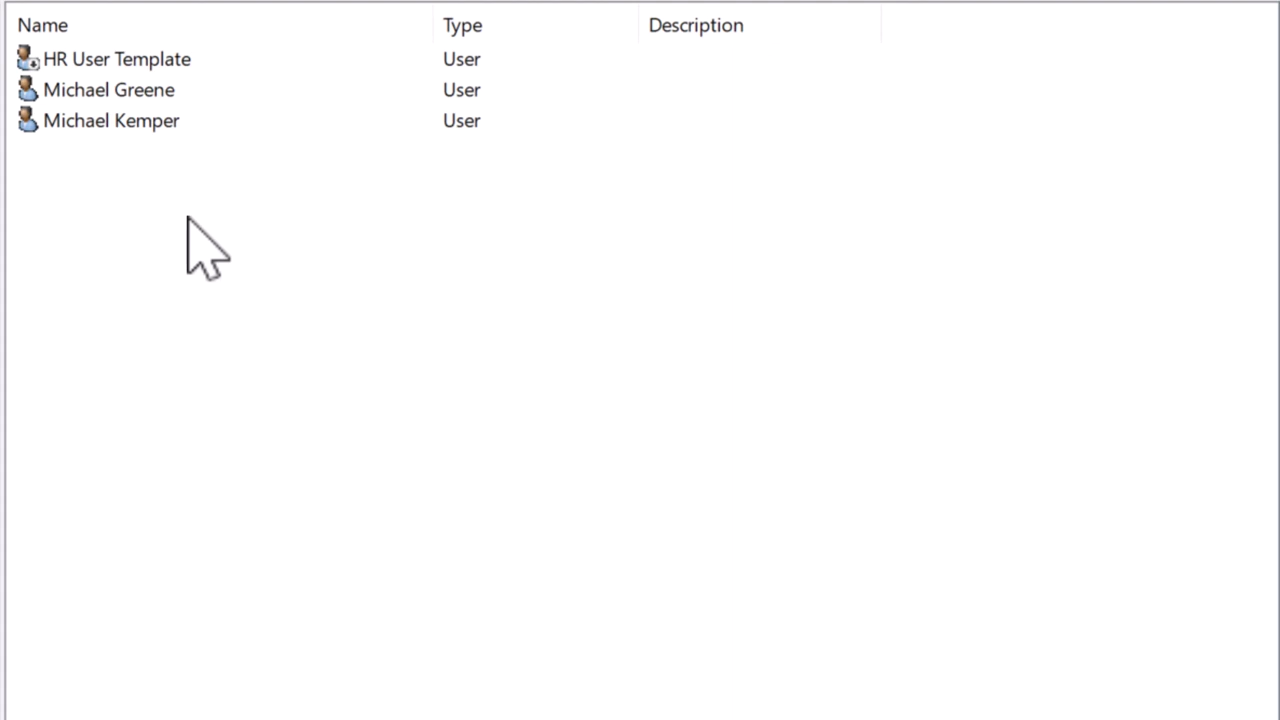 Name Type Description
HR User Template User
Michael Greene User
Michael Kemper User